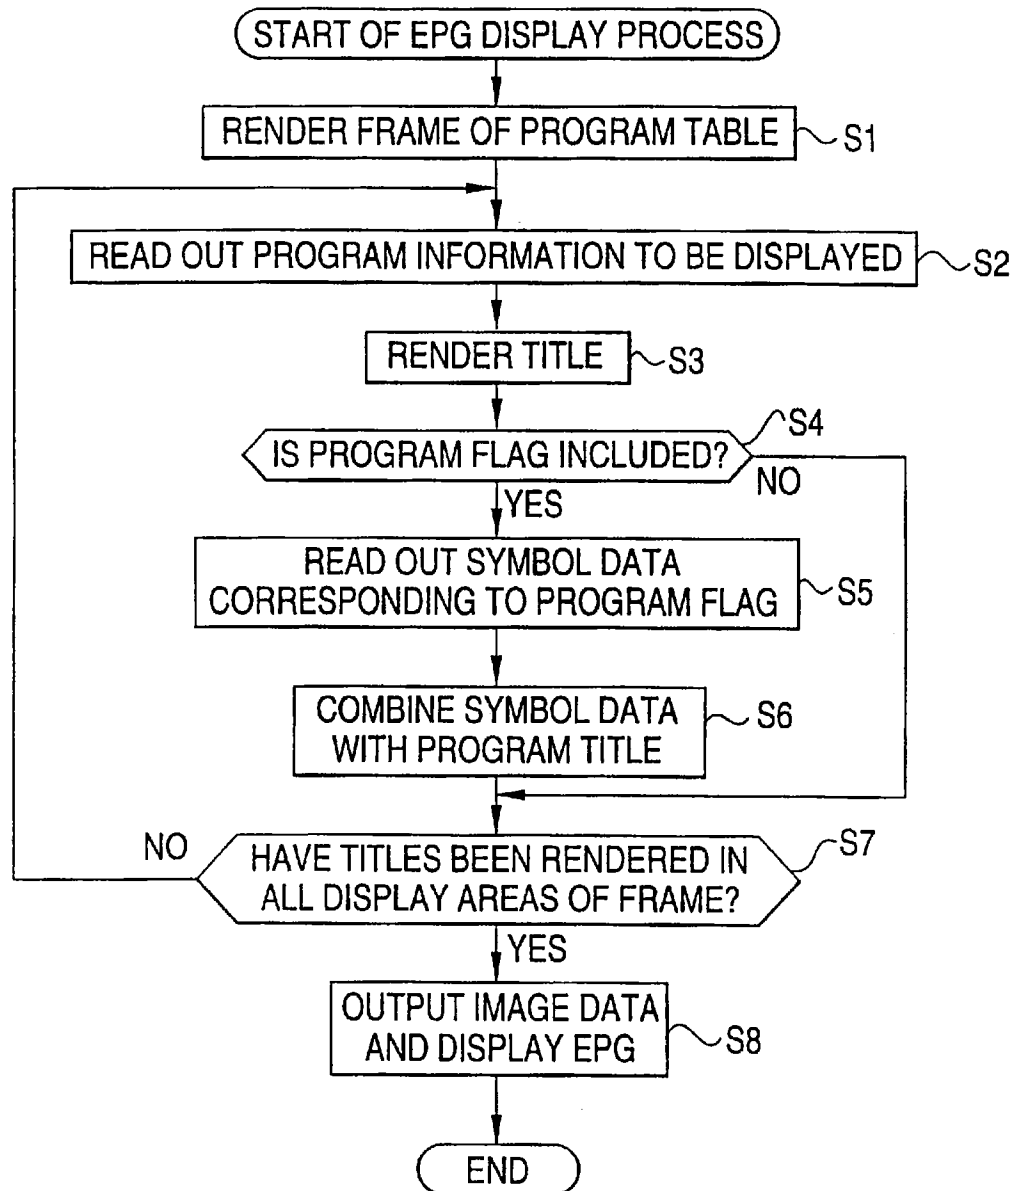 START OF EPG DISPLAY PROCESS
RENDER FRAME OF PROGRAM TABLE
S1
READ OUT PROGRAM INFORMATION TO BE DISPLAYED
S2
RENDER TITLE
S3
IS PROGRAM FLAG INCLUDED?
S4
NO
YES
READ OUT SYMBOL DATA
CORRESPONDING TO PROGRAM FLAG
S5
COMBINE SYMBOL DATA
WITH PROGRAM TITLE
S6
NO
HAVE TITLES BEEN RENDERED IN
ALL DISPLAY AREAS OF FRAME?
S7
YES
OUTPUT IMAGE DATA
AND DISPLAY EPG
S8
END